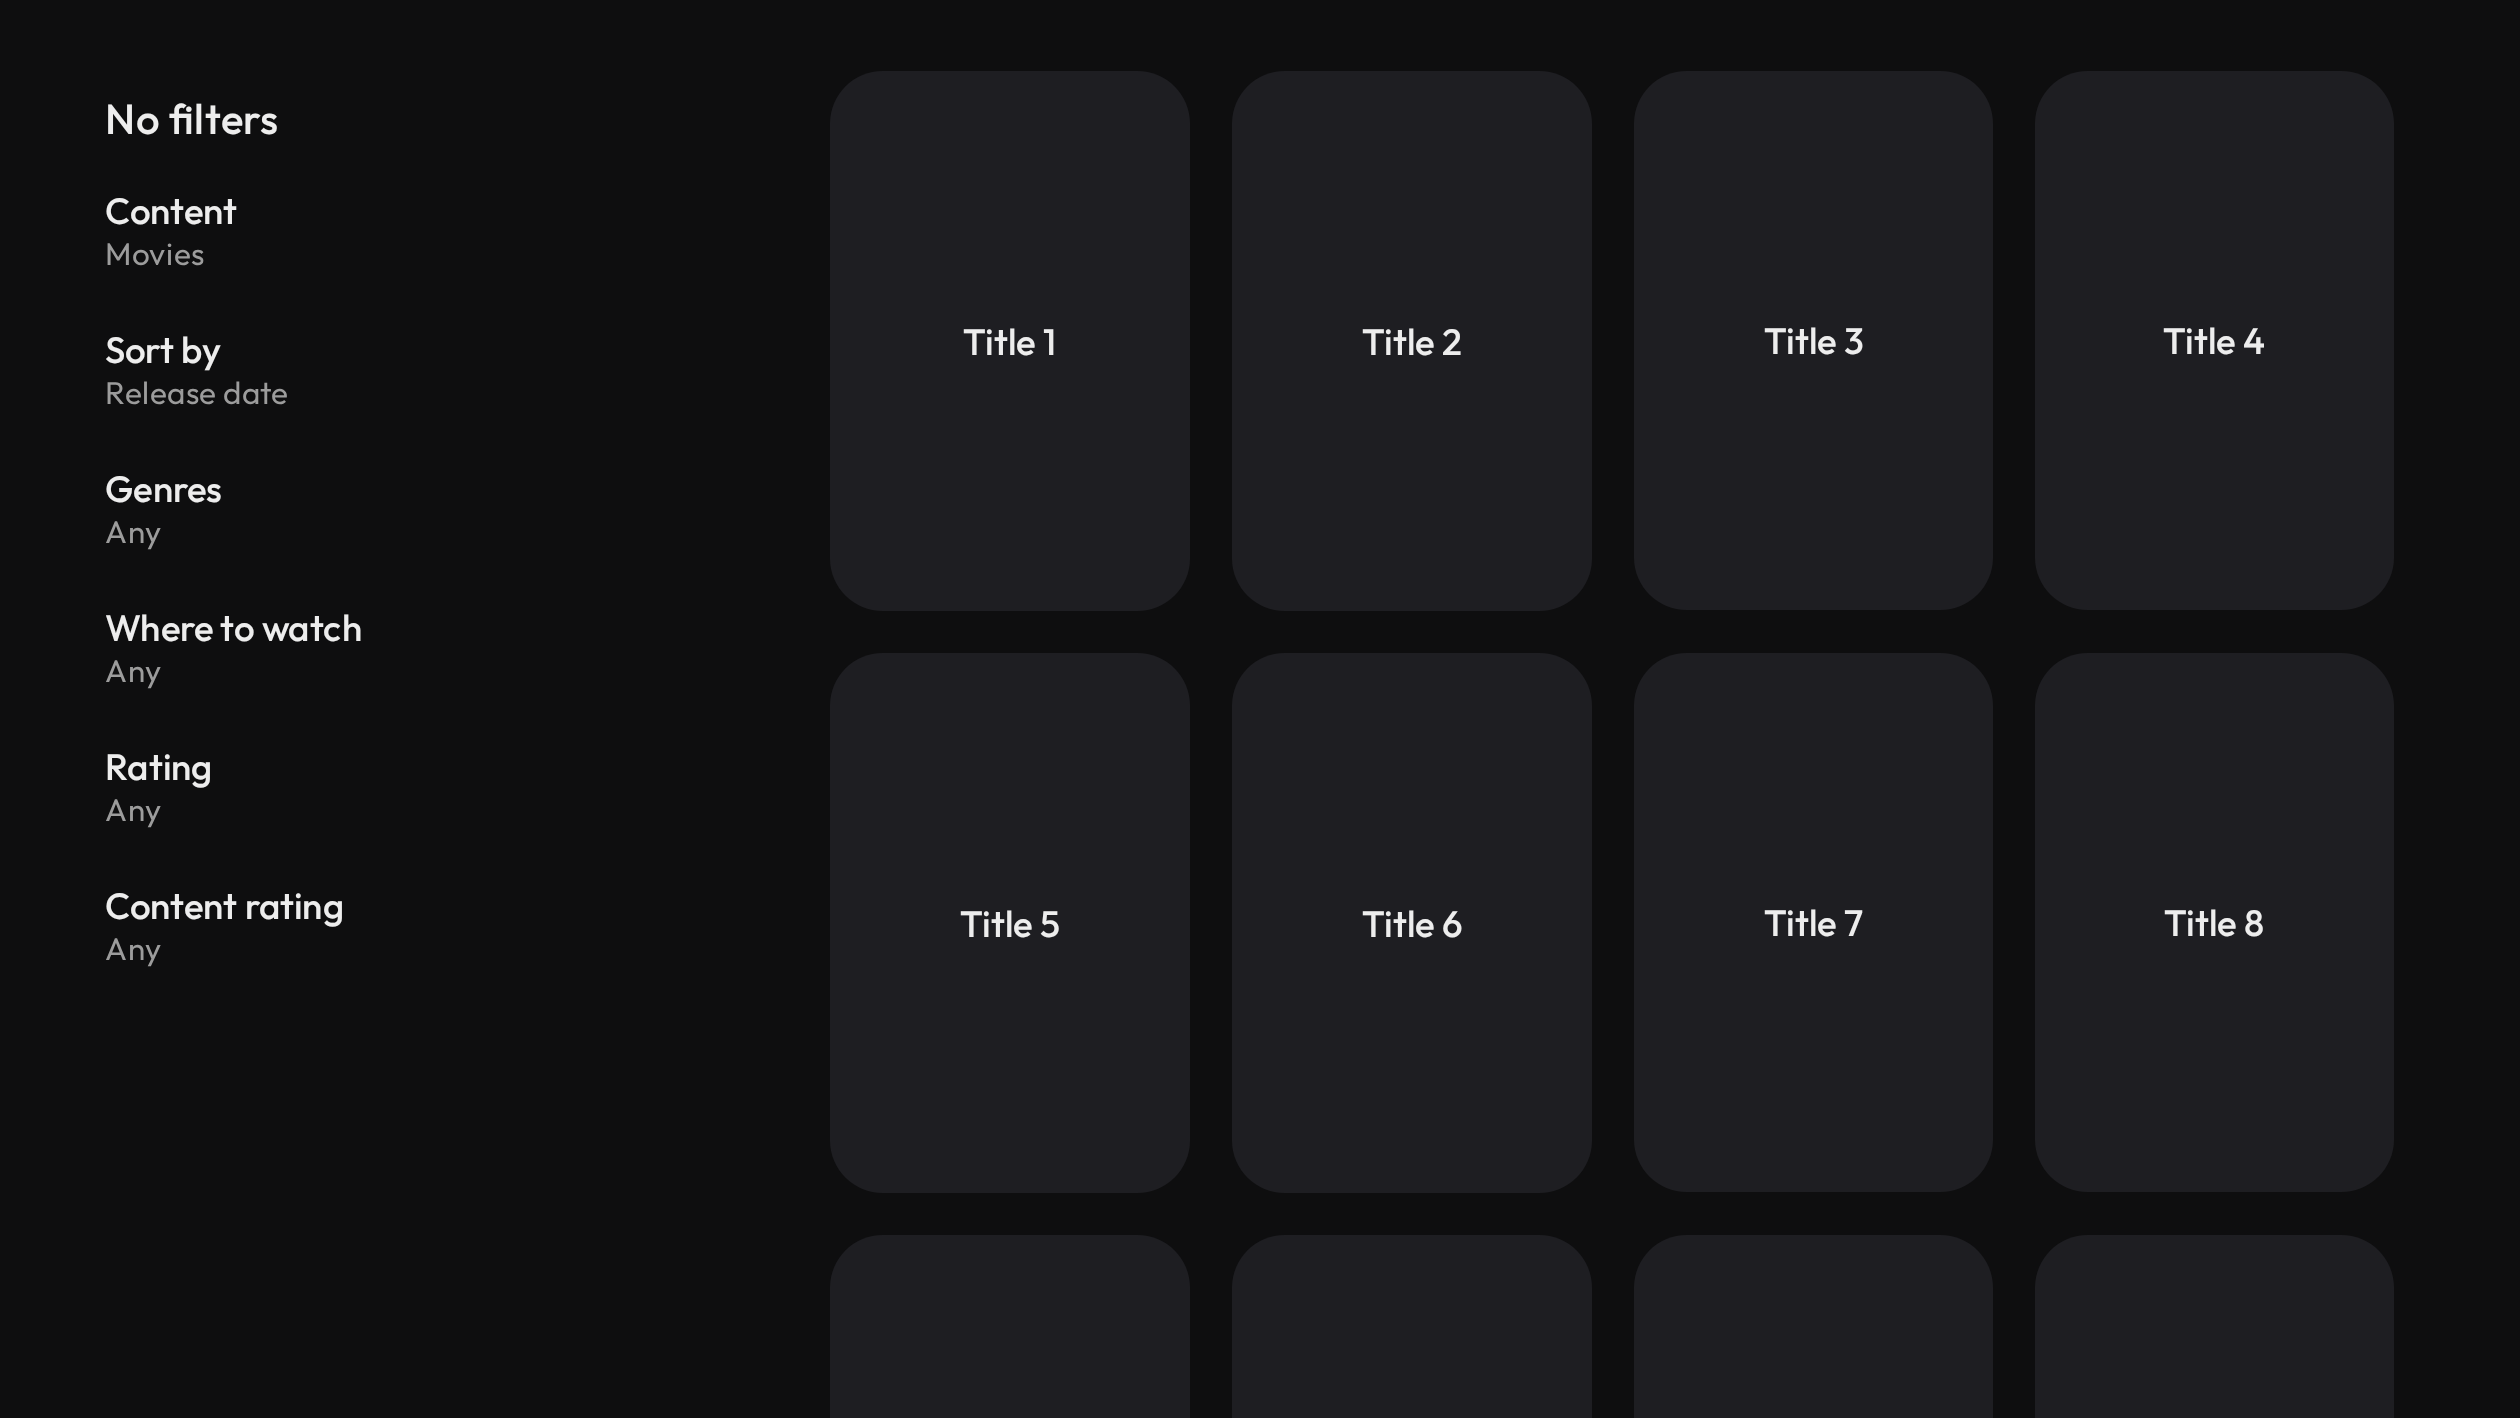 No filters
Content
Movies
Sort by
Release date
Genres
Any
Where to watch
Any
Rating
Any
Content rating
Any
Title 1
Title 2
Title 3
Title 4
Title 5
Title 6
Title 7
Title 8